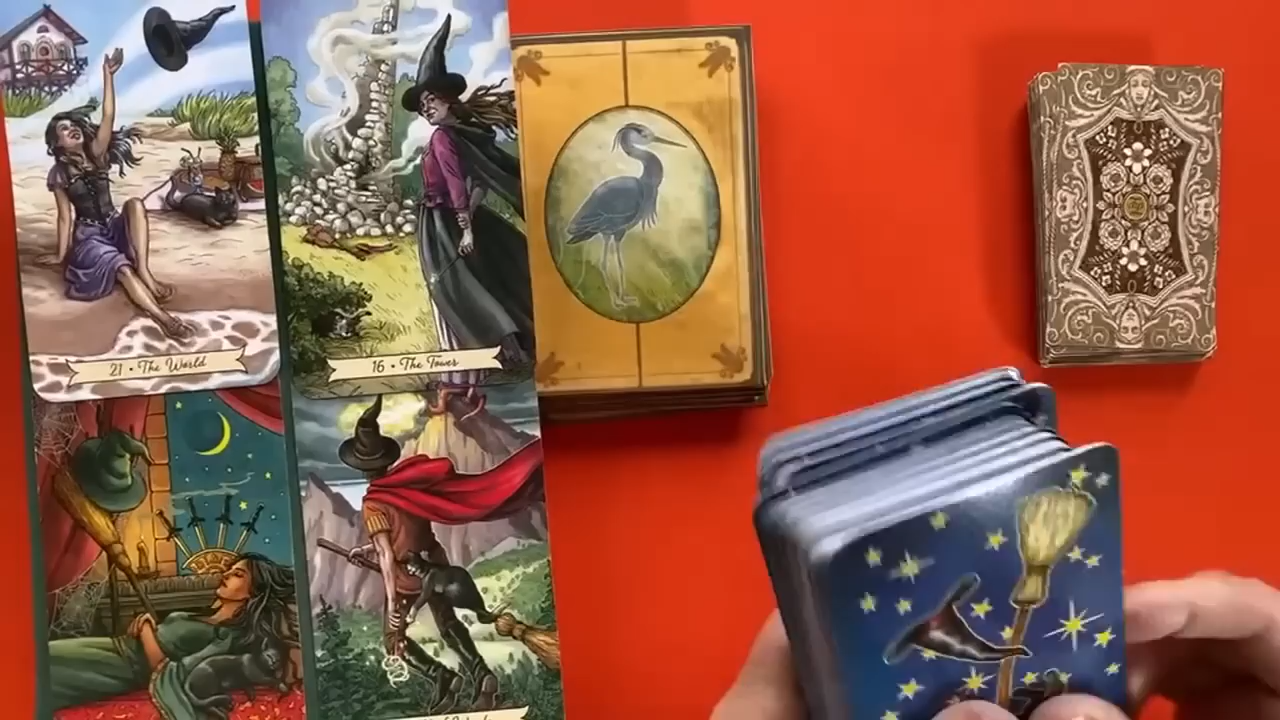 21 • The World
16 • The Tower